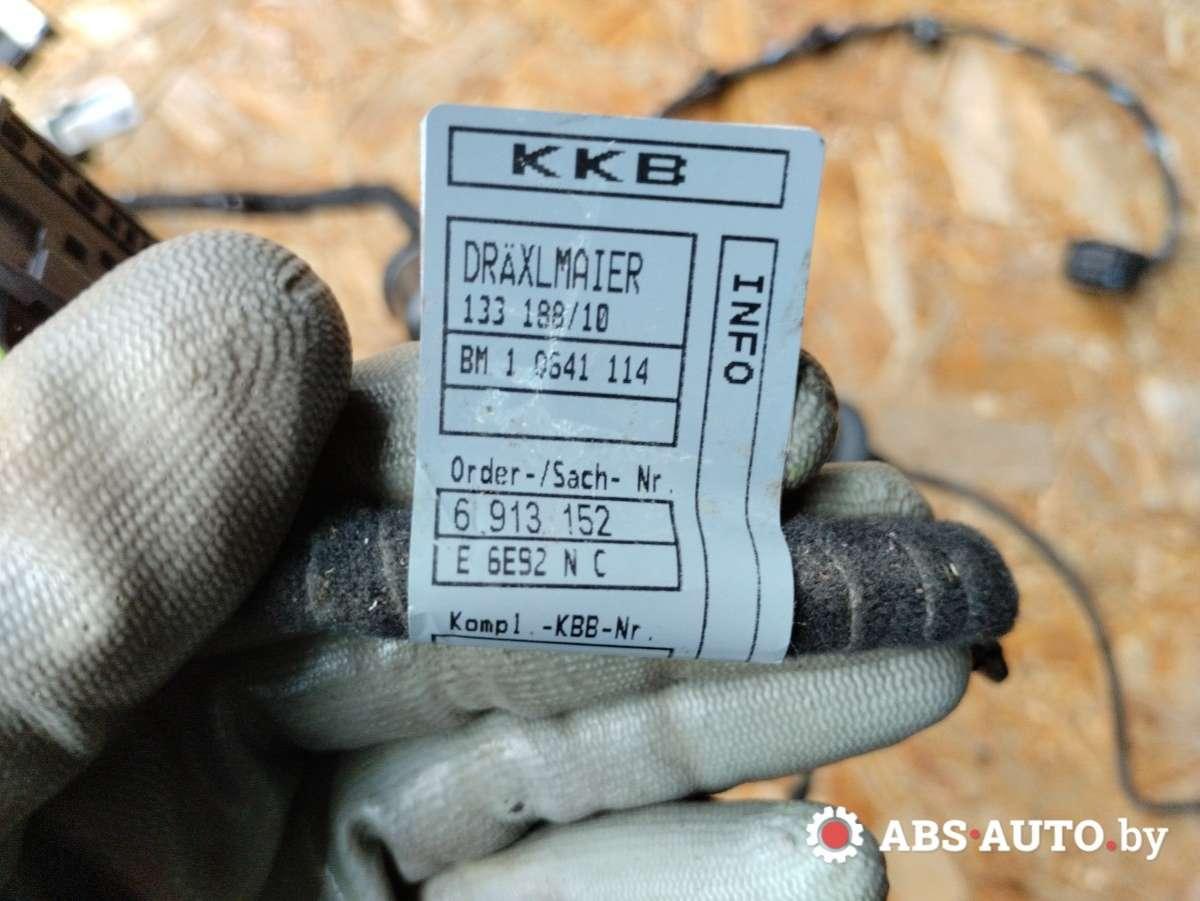 KKB
DRÄXLMAIER
133 188/10
BM 1 0641 114
INFO
Order-/Sach- Nr.
6 913 152
E 6E92 N C
Kompl.-KBB-Nr.
ABS-AUTO.by